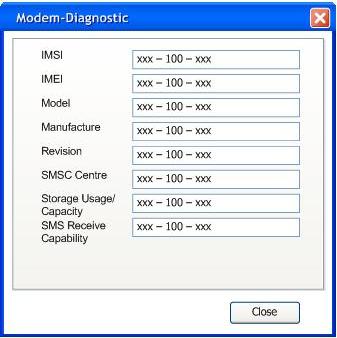 Modem-Diagnostic
IMSI xxx – 100 – xxx
IMEI xxx – 100 – xxx
Model xxx – 100 – xxx
Manufacture xxx – 100 – xxx
Revision xxx – 100 – xxx
SMSC Centre xxx – 100 – xxx
Storage Usage/ xxx – 100 – xxx
Capacity
SMS Receive xxx – 100 – xxx
Capability
Close